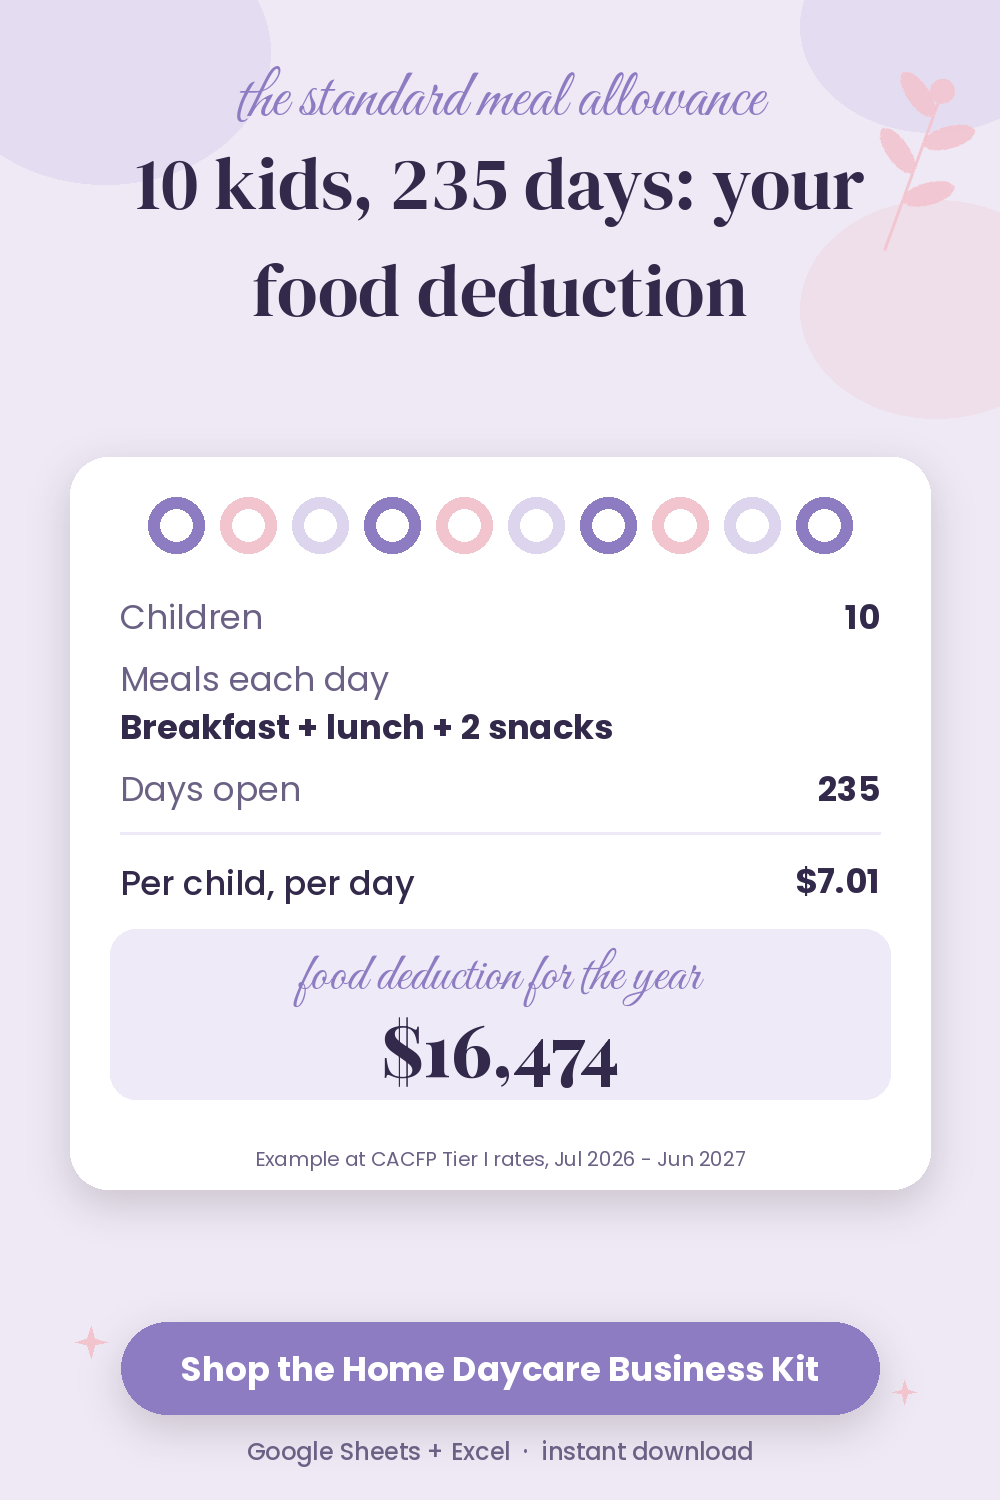 the standard meal allowance
10 kids, 235 days: your
food deduction
Children 10
Meals each day
Breakfast + lunch + 2 snacks
Days open 235
Per child, per day $7.01
food deduction for the year
$16,474
Example at CACFP Tier I rates, Jul 2026 - Jun 2027
Shop the Home Daycare Business Kit
Google Sheets + Excel · instant download